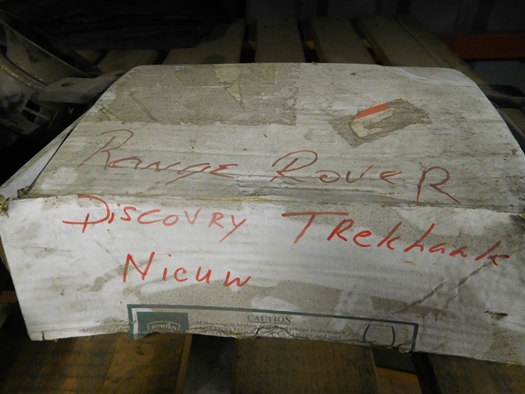 Range Rover
Discovry Trekhaak
Nieuw
CAUTION